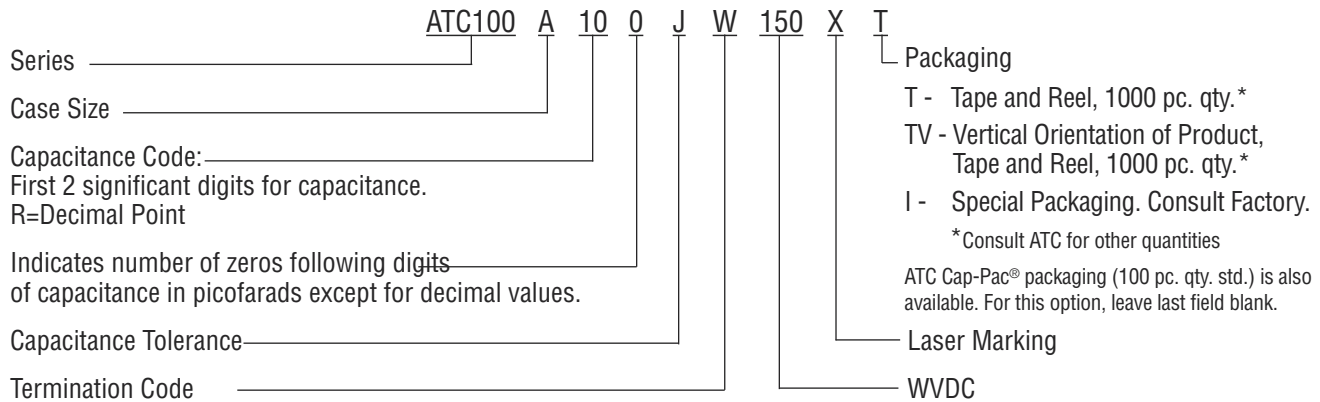 ATC100 A 10 0 J W 150 X T
Series
Case Size
Capacitance Code:
First 2 significant digits for capacitance.
R=Decimal Point
Indicates number of zeros following digits
of capacitance in picofarads except for decimal values.
Capacitance Tolerance
Termination Code
Packaging
T - Tape and Reel, 1000 pc. qty.*
TV - Vertical Orientation of Product,
Tape and Reel, 1000 pc. qty.*
I - Special Packaging. Consult Factory.
*Consult ATC for other quantities
ATC Cap-Pac® packaging (100 pc. qty. std.) is also
available. For this option, leave last field blank.
Laser Marking
WVDC